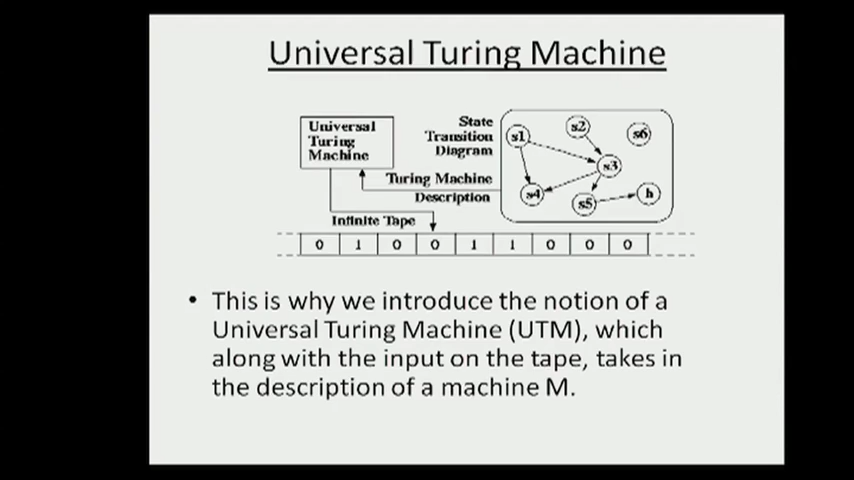 Universal Turing Machine
Universal
Turing
Machine
State
Transition
Diagram
s1
s2
s6
s3
s4
s5
h
Turing Machine
Description
Infinite Tape
0 1 0 0 1 1 0 0 0
• This is why we introduce the notion of a
Universal Turing Machine (UTM), which
along with the input on the tape, takes in
the description of a machine M.